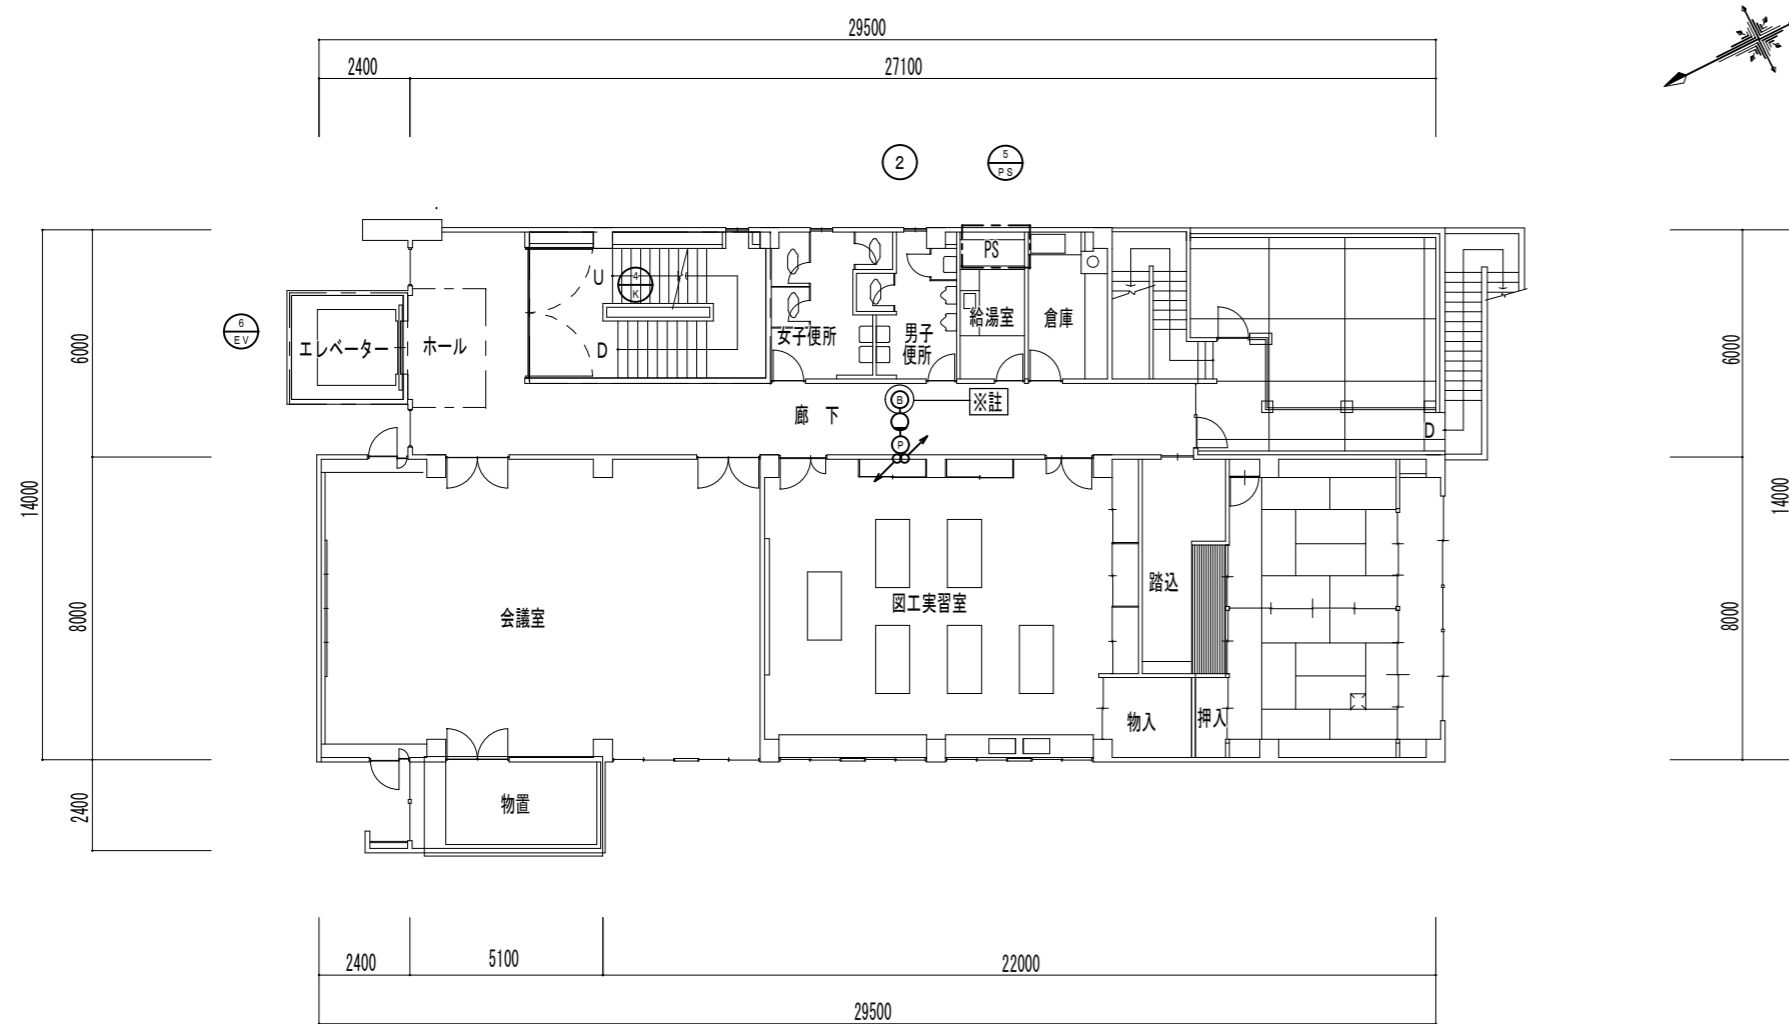 29500
2400
27100
2
5
PS
6000
14000
8000
2400
6
EV
エレベーター
ホール
U
4
K
D
女子便所
男子
便所
PS
給湯室
倉庫
廊 下
B
※註
P
D
会議室
図工実習室
踏込
物入
押入
物置
6000
14000
8000
2400
5100
22000
29500